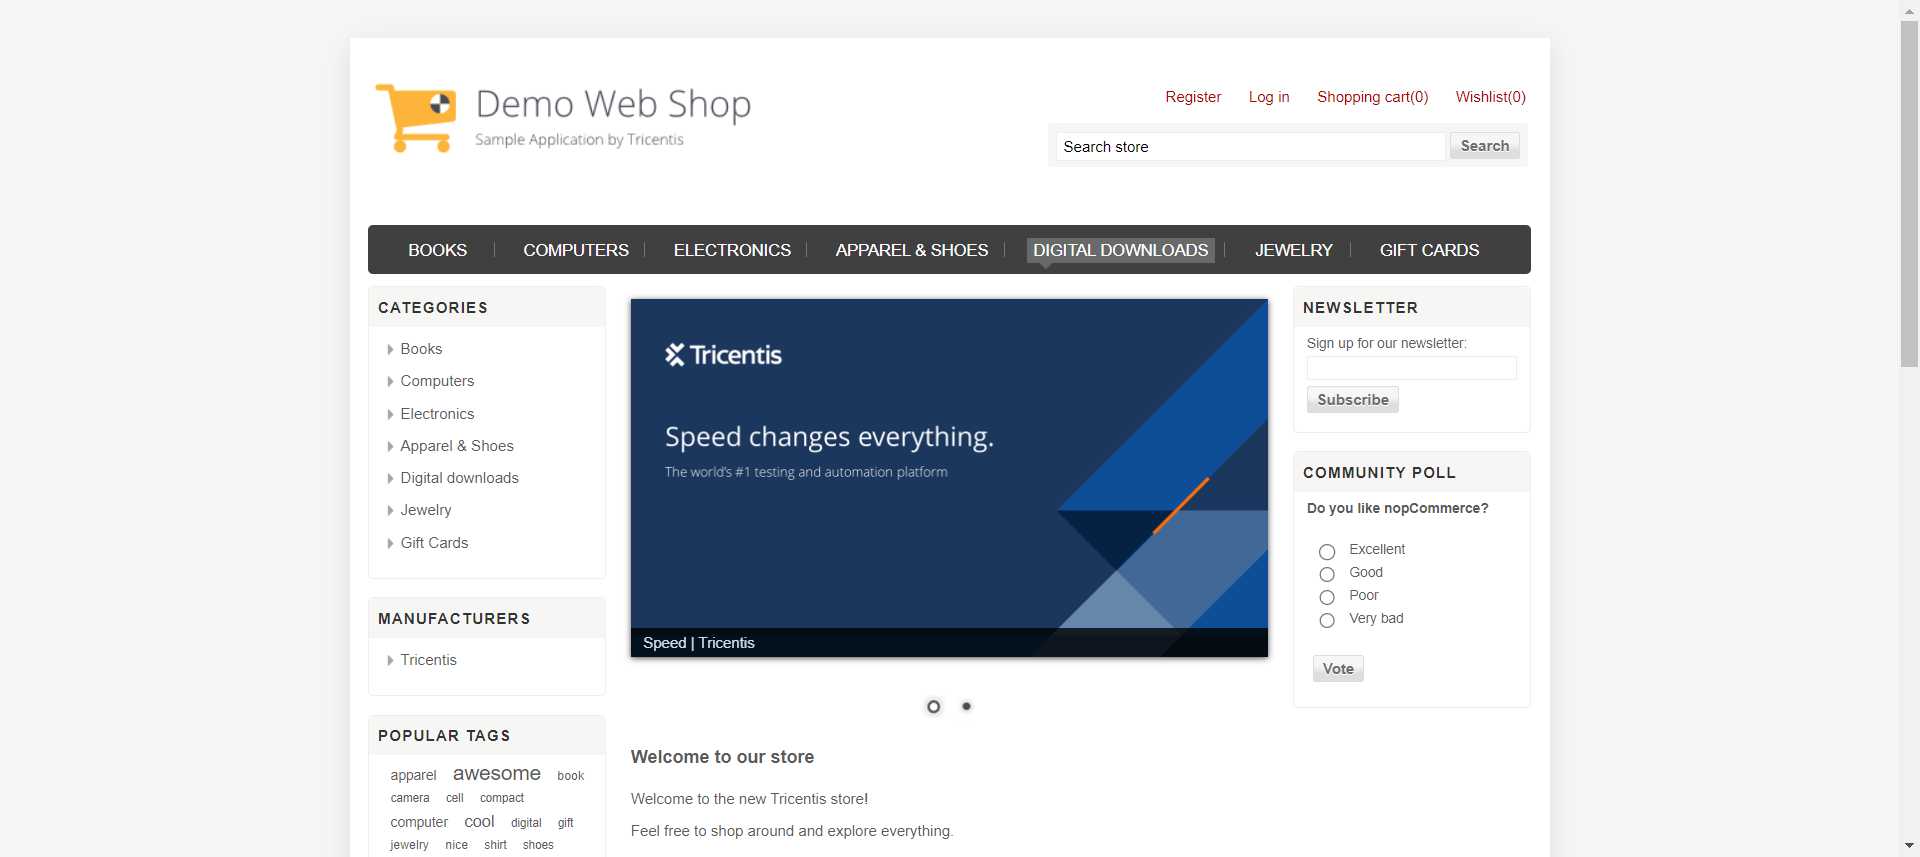 Demo Web Shop
Sample Application by Tricentis
Register Log in Shopping cart(0) Wishlist(0)
Search store Search
BOOKS COMPUTERS ELECTRONICS APPAREL & SHOES DIGITAL DOWNLOADS JEWELRY GIFT CARDS
CATEGORIES
Books
Computers
Electronics
Apparel & Shoes
Digital downloads
Jewelry
Gift Cards
MANUFACTURERS
Tricentis
POPULAR TAGS
apparel awesome book
camera cell compact
computer cool digital gift
jewelry nice shirt shoes
Tricentis
Speed changes everything.
The world's #1 testing and automation platform
Speed | Tricentis
Welcome to our store
Welcome to the new Tricentis store!
Feel free to shop around and explore everything.
NEWSLETTER
Sign up for our newsletter:
Subscribe
COMMUNITY POLL
Do you like nopCommerce?
Excellent
Good
Poor
Very bad
Vote